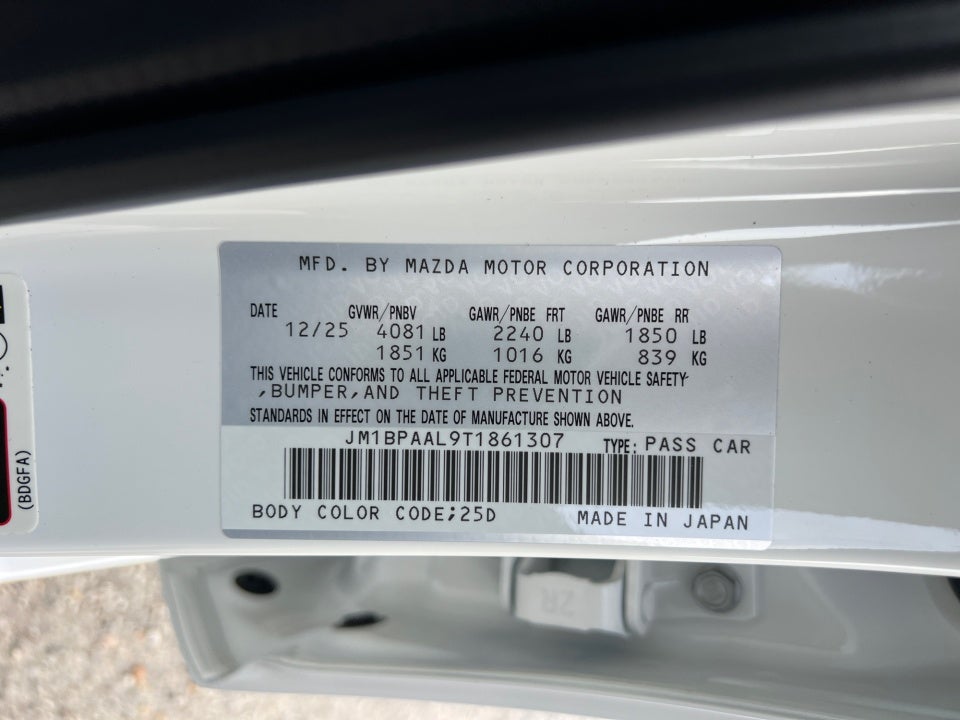 MFD. BY MAZDA MOTOR CORPORATION
DATE GVWR/PNBV GAWR/PNBE FRT GAWR/PNBE RR
12/25 4081 LB 2240 LB 1850 LB
1851 KG 1016 KG 839 KG
THIS VEHICLE CONFORMS TO ALL APPLICABLE FEDERAL MOTOR VEHICLE SAFETY
,BUMPER,AND THEFT PREVENTION
STANDARDS IN EFFECT ON THE DATE OF MANUFACTURE SHOWN ABOVE.
JM1BPAAL9T1861307 TYPE: PASS CAR
BODY COLOR CODE;25D MADE IN JAPAN
(BDGFA)
2R